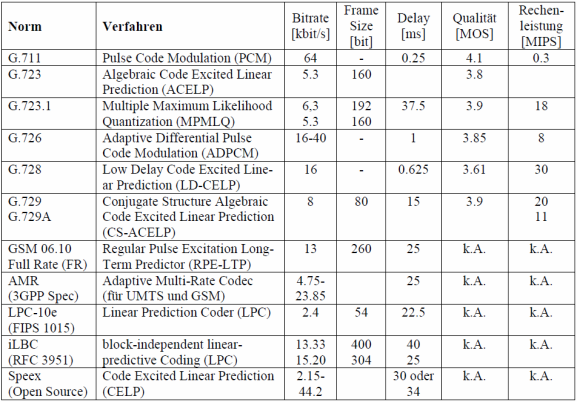 Norm Verfahren Bitrate [kbit/s] Frame Size [bit] Delay [ms] Qualität [MOS] Rechen-leistung [MIPS]
G.711 Pulse Code Modulation (PCM) 64 - 0.25 4.1 0.3
G.723 Algebraic Code Excited Linear 5.3 160 3.8
Prediction (ACELP)
G.723.1 Multiple Maximum Likelihood 6,3 192 37.5 3.9 18
Quantization (MPMLQ) 5.3 160
G.726 Adaptive Differential Pulse 16-40 - 1 3.85 8
Code Modulation (ADPCM)
G.728 Low Delay Code Excited Line- 16 - 0.625 3.61 30
ar Prediction (LD-CELP)
G.729 Conjugate Structure Algebraic 8 80 15 3.9 20
G.729A Code Excited Linear Prediction 11
(CS-ACELP)
GSM 06.10 Regular Pulse Excitation Long- 13 260 25 k.A. k.A.
Full Rate (FR) Term Predictor (RPE-LTP)
AMR Adaptive Multi-Rate Codec 4.75- 25 k.A. k.A.
(3GPP Spec) (für UMTS und GSM) 23.85
LPC-10e Linear Prediction Coder (LPC) 2.4 54 22.5 k.A. k.A.
(FIPS 1015)
iLBC block-independent linear- 13.33 400 40 k.A. k.A.
(RFC 3951) predictive Coding (LPC) 15.20 304 25
Speex Code Excited Linear Prediction 2.15- 30 oder k.A. k.A.
(Open Source) (CELP) 44.2 34